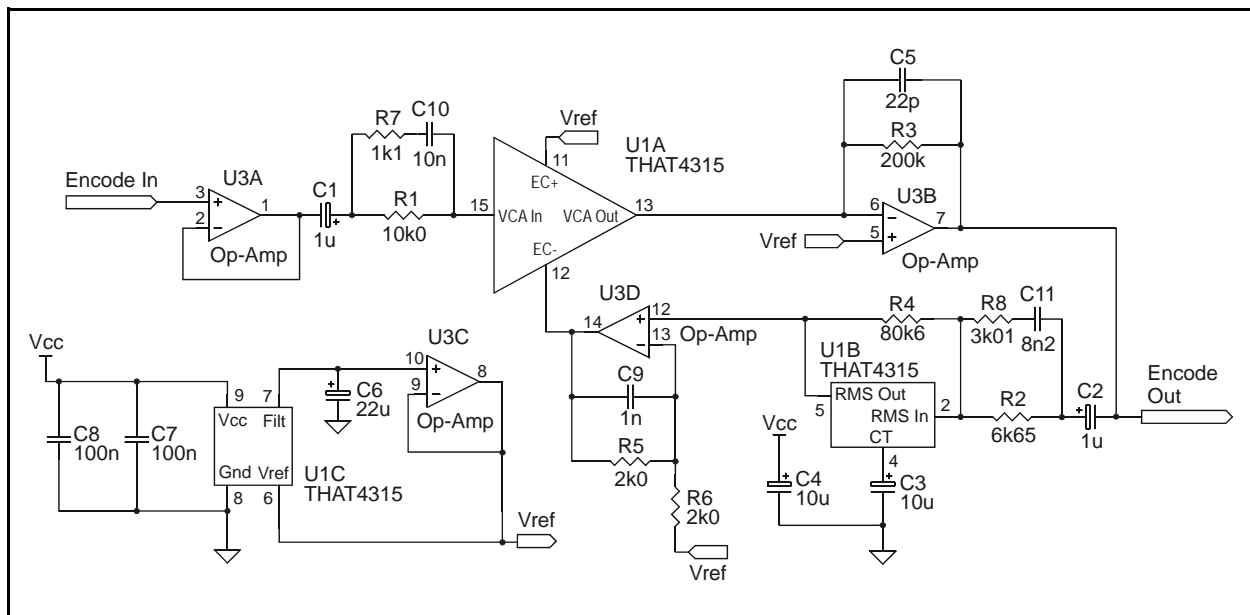 C5
22p
R3
200k
R7
1k1
C10
10n
Vref
11
EC+
U1A
THAT4315
Encode In
3
2
+
−
U3A
1
Op-Amp
C1
+
1u
R1
10k0
15
VCA In
VCA Out
13
EC-
12
6
5
−
+
U3B
7
Vref
Op-Amp
U3D
14
12
13
+
−
Op-Amp
R4
80k6
R8
3k01
C11
8n2
Vcc
U3C
10
9
+
−
8
Op-Amp
+
C6
22u
C9
1n
U1B
THAT4315
RMS Out
5
RMS In
2
CT
4
R2
6k65
+
C2
1u
Encode
Out
C8
100n
C7
100n
9
7
Vcc
Filt
Gnd
Vref
8
6
U1C
THAT4315
R5
2k0
R6
2k0
Vcc
+
C4
10u
+
C3
10u
Vref
Vref